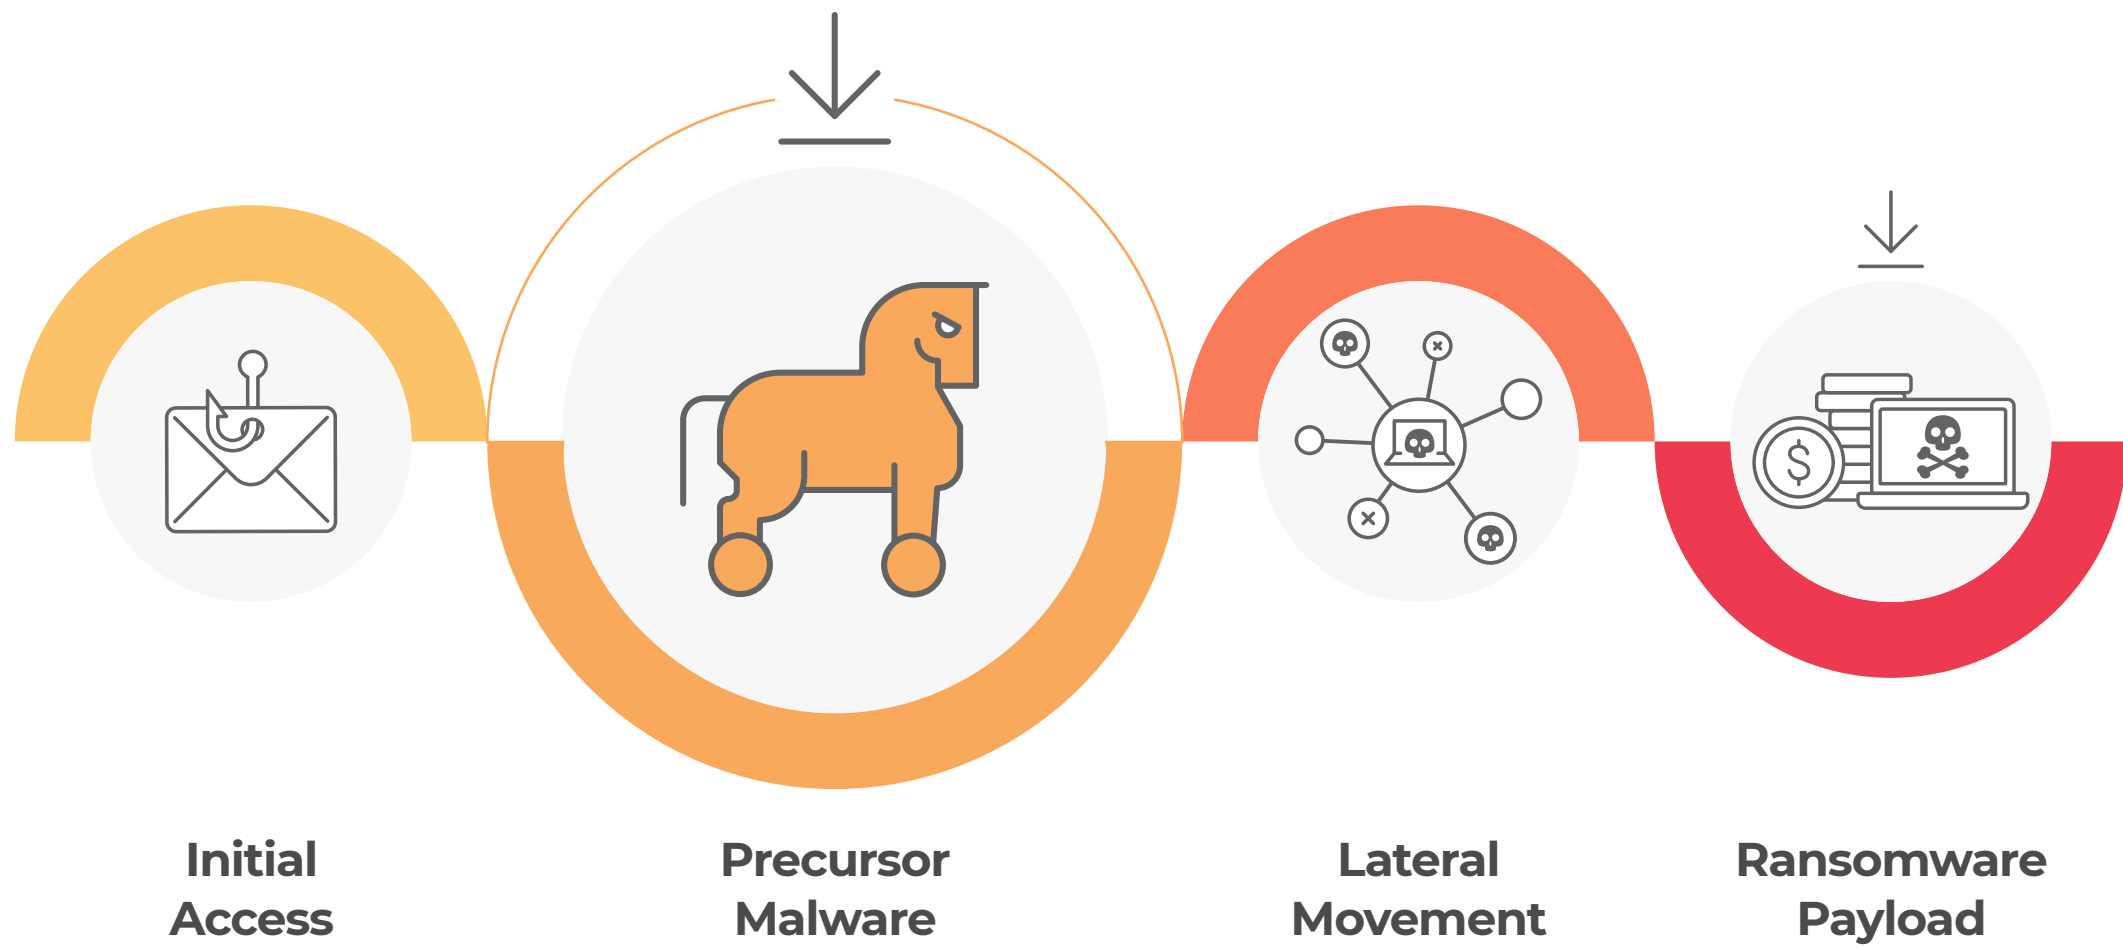 Initial
Access
Precursor
Malware
Lateral
Movement
$
Ransomware
Payload